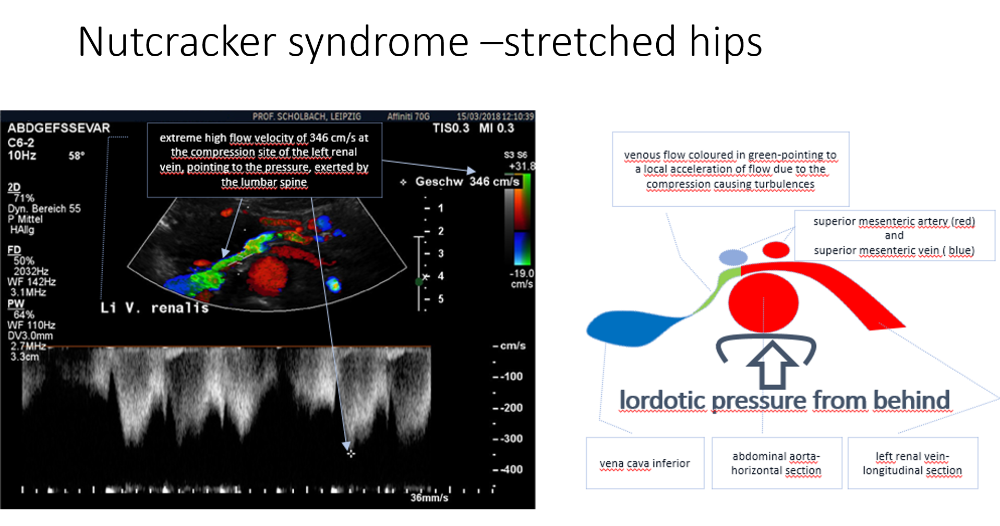 Nutcracker syndrome –stretched hips
PROF. SCHOLBACH, LEIPZIG Affiniti 70G 15/03/2018 12:10:39
ABDGEFSSEVAR
TIS0.3 MI 0.3
C6-2
10Hz 58°
extreme high flow velocity of 346 cm/s at
the compression site of the left renal
vein, pointing to the pressure, exerted by
the lumbar spine
S3 S6
+31.8
Geschw 346 cm/s
2D
71%
Dyn. Bereich 55
P Mittel
HAllg
FD
50%
2032Hz
WF 142Hz
3.1MHz
PW
64%
WF 110Hz
DV3.0mm
2.7MHz
3.3cm
1
2
3
4
5
-19.0
cm/s
Li V. renalis
cm/s
-100
-200
-300
-400
36mm/s
venous flow coloured in green-pointing to
a local acceleration of flow due to the
compression causing turbulences
superior mesenteric artery (red)
and
superior mesenteric vein ( blue)
lordotic pressure from behind
vena cava inferior
abdominal aorta-
horizontal section
left renal vein-
longitudinal section